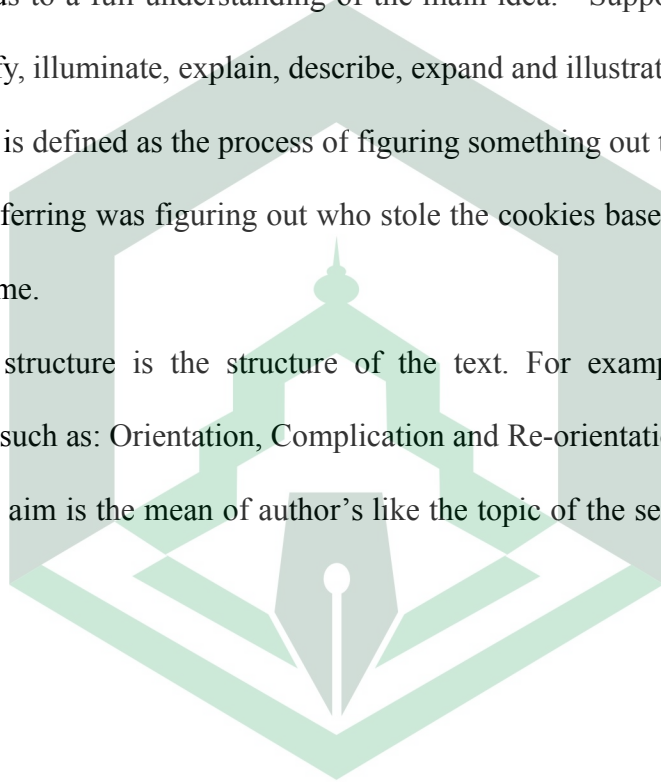 to a full understanding of the main idea. Suppo
illuminate, explain, describe, expand and illustrat
is defined as the process of figuring something out
ferring was figuring out who stole the cookies base
me.
structure is the structure of the text. For examp
such as: Orientation, Complication and Re-orientatio
aim is the mean of author's like the topic of the se